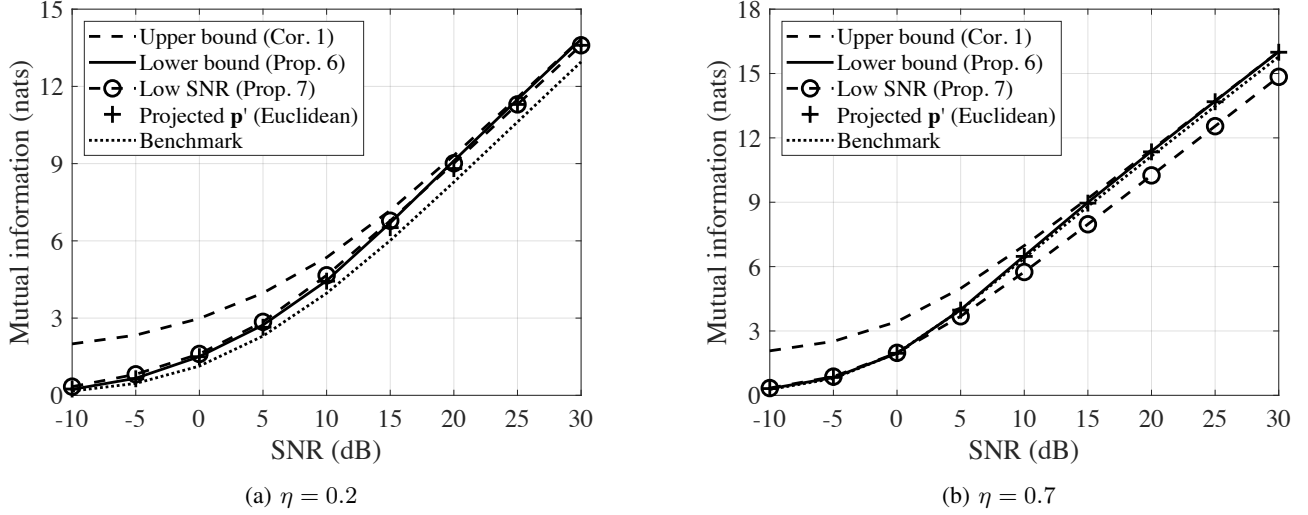 15
12
9
6
3
0
Mutual information (nats)
Upper bound (Cor. 1)
Lower bound (Prop. 6)
Low SNR (Prop. 7)
Projected p' (Euclidean)
Benchmark
-10 -5 0 5 10 15 20 25 30
SNR (dB)
(a) η = 0.2
18
15
12
9
6
3
0
Mutual information (nats)
Upper bound (Cor. 1)
Lower bound (Prop. 6)
Low SNR (Prop. 7)
Projected p' (Euclidean)
Benchmark
-10 -5 0 5 10 15 20 25 30
SNR (dB)
(b) η = 0.7